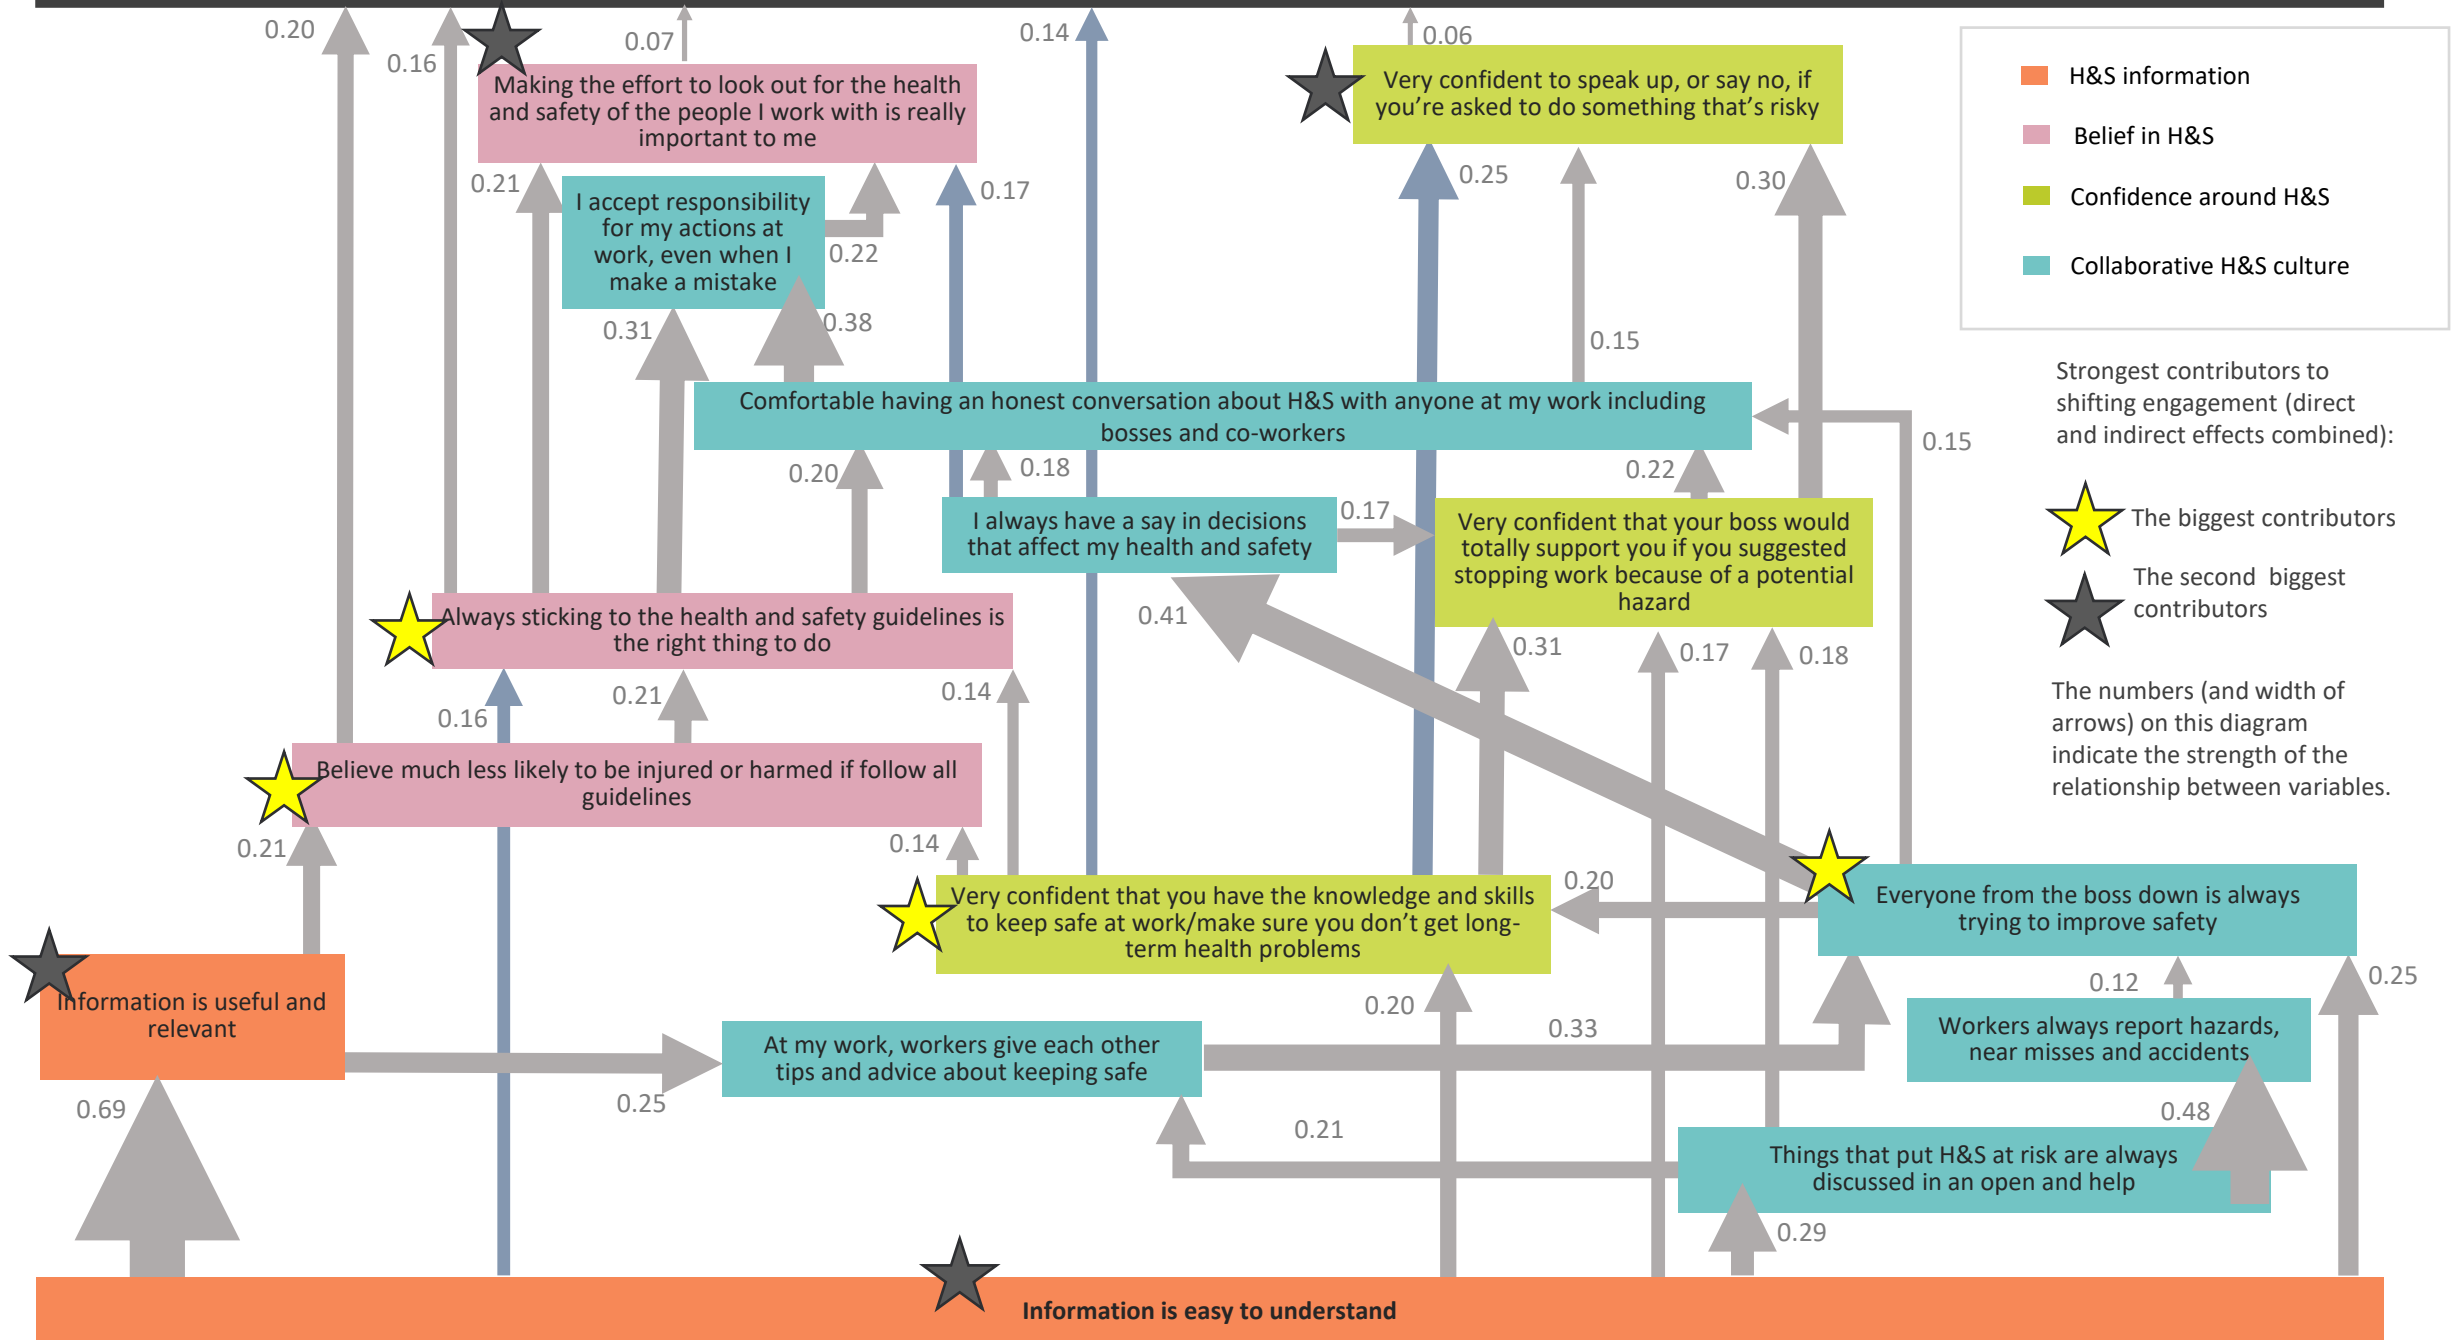 0.20
0.16
0.07
0.14
0.06
Making the effort to look out for the health
and safety of the people I work with is really
important to me
Very confident to speak up, or say no, if
you’re asked to do something that’s risky
H&S information
Belief in H&S
Confidence around H&S
Collaborative H&S culture
0.21
I accept responsibility
for my actions at
work, even when I
make a mistake
0.22
0.17
0.25
0.30
0.31
0.38
0.15
Comfortable having an honest conversation about H&S with anyone at my work including
bosses and co-workers
0.15
Strongest contributors to
shifting engagement (direct
and indirect effects combined):
The biggest contributors
The second biggest
contributors
The numbers (and width of
arrows) on this diagram
indicate the strength of the
relationship between variables.
0.20
0.18
0.22
I always have a say in decisions
that affect my health and safety
0.17
Very confident that your boss would
totally support you if you suggested
stopping work because of a potential
hazard
0.41
Always sticking to the health and safety guidelines is
the right thing to do
0.31
0.17
0.18
0.16
0.21
0.14
Believe much less likely to be injured or harmed if follow all
guidelines
0.21
0.14
Very confident that you have the knowledge and skills
to keep safe at work/make sure you don’t get long-
term health problems
0.20
Everyone from the boss down is always
trying to improve safety
Information is useful and
relevant
0.20
0.33
0.12
0.25
At my work, workers give each other
tips and advice about keeping safe
Workers always report hazards,
near misses and accidents
0.69
0.25
0.21
0.48
Things that put H&S at risk are always
discussed in an open and help
0.29
Information is easy to understand